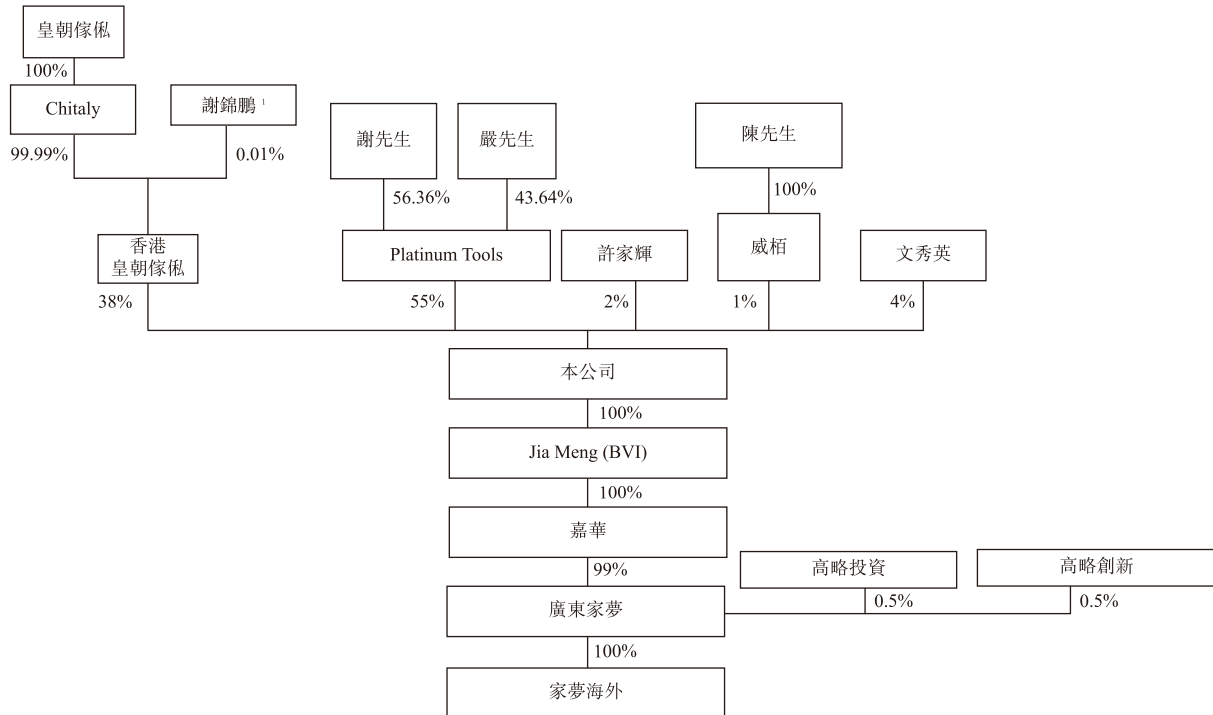 皇朝傢俬
100%
Chitaly
謝錦鵬 1
99.99%
0.01%
謝先生
嚴先生
陳先生
56.36%
43.64%
100%
香港
皇朝傢俬
Platinum Tools
許家輝
威栢
文秀英
38%
55%
2%
1%
4%
本公司
100%
Jia Meng (BVI)
100%
嘉華
99%
高略投資
高略創新
0.5%
0.5%
廣東家夢
100%
家夢海外